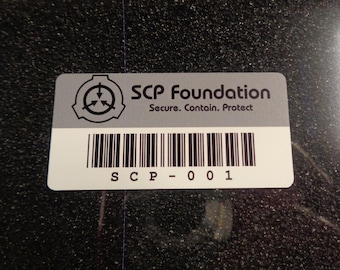 SCP Foundation
Secure. Contain. Protect
SCP-001